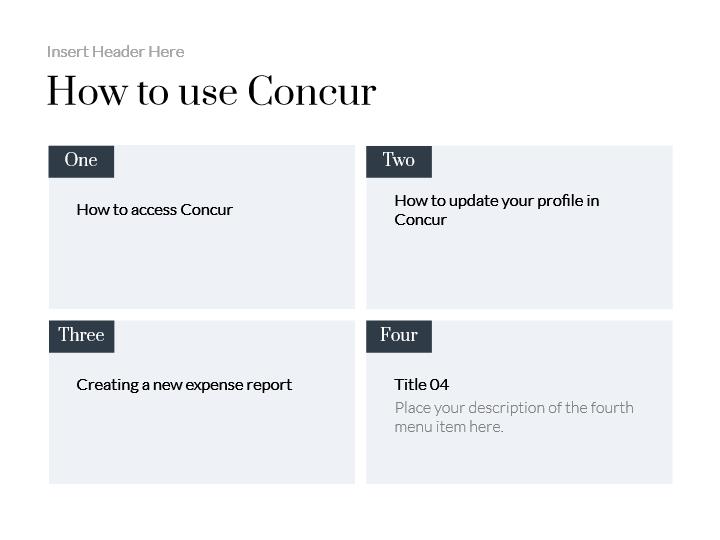 Insert Header Here
How to use Concur
One
How to access Concur
Two
How to update your profile in
Concur
Three
Creating a new expense report
Four
Title 04
Place your description of the fourth
menu item here.